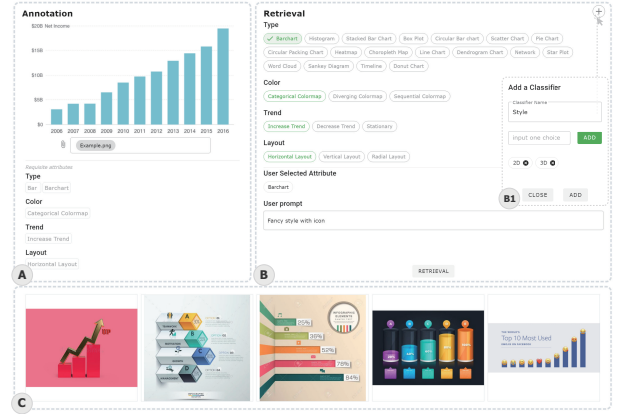 Annotation
$20B Net Income
$15B
$10B
$5B
$0
2006 2007 2008 2009 2010 2011 2012 2013 2014 2015 2016
Example.png
Requisite attributes
Type
Bar Barchart
Color
Categorical Colormap
Trend
Increase Trend
Layout
Horizontal Layout
A
Retrieval
Type
Barchart Histogram Stacked Bar Chart Box Plot Circular Bar chart Scatter Chart Pie Chart
Circular Packing Chart Heatmap Choropleth Map Line Chart Dendrogram Chart Network Star Plot
Word Cloud Sankey Diagram Timeline Donut Chart
Color
Categorical Colormap Diverging Colormap Sequential Colormap
Trend
Increase Trend Decrease Trend Stationary
Layout
Horizontal Layout Vertical Layout Radial Layout
User Selected Attribute
Barchart
User prompt
Fancy style with icon
RETRIEVAL
B
Add a Classifier
Classifier Name
Style
input one choice ADD
2D 3D
CLOSE ADD
B1
A
B
C
D
INFOGRAPHICS
ELEMENTS
25%
36%
52%
78%
84%
Top 10 Most Used
C